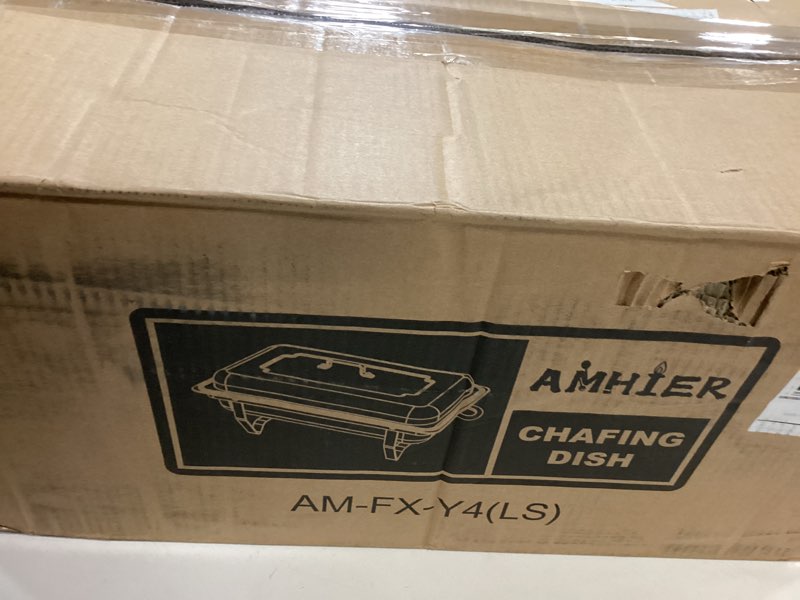 AMHIER
CHAFING
DISH
AM-FX-Y4(LS)